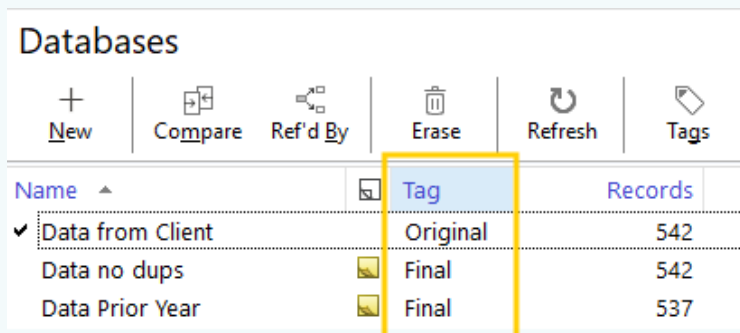 Databases
New Compare Ref'd By Erase Refresh Tags
Name Tag Records
Data from Client Original 542
Data no dups Final 542
Data Prior Year Final 537